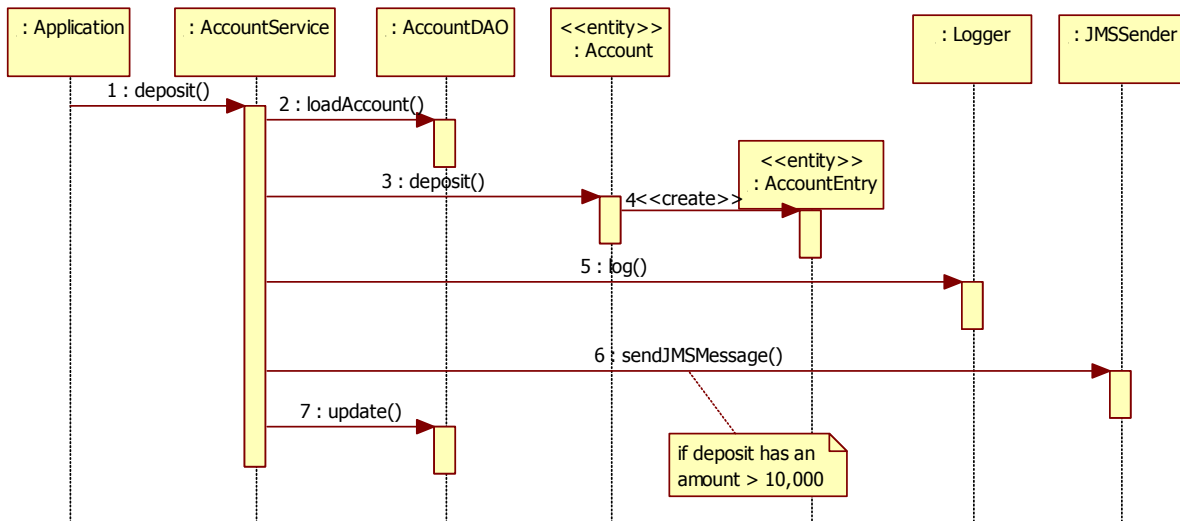 : Application
: AccountService
: AccountDAO
<<entity>>
: Account
: Logger
: JMSSender
1 : deposit()
2 : loadAccount()
<<entity>>
: AccountEntry
3 : deposit()
4<<create>>
5 : log()
6 : sendJMSMessage()
7 : update()
if deposit has an
amount > 10,000